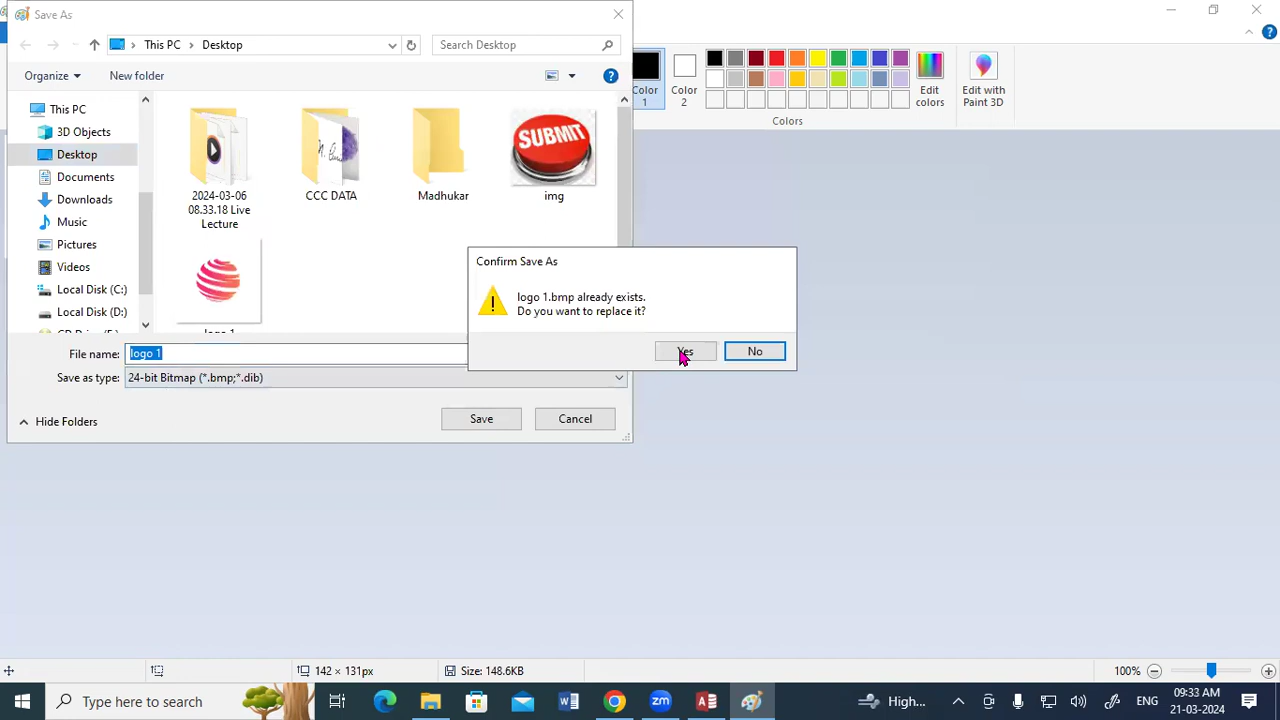 Save As
This PC
Desktop
Search Desktop
Organize
New folder
This PC
3D Objects
Desktop
Documents
Downloads
Music
Pictures
Videos
Local Disk (C:)
Local Disk (D:)
2024-03-06
08.33.18 Live
Lecture
CCC DATA
Madhukar
SUBMIT
img
logo 1
File name:
logo 1
Save as type:
24-bit Bitmap (*.bmp;*.dib)
Hide Folders
Save
Cancel
Confirm Save As
logo 1.bmp already exists.
Do you want to replace it?
Yes
No
Color
1
Color
2
Edit
colors
Edit with
Paint 3D
Colors
142 × 131px
Size: 148.6KB
100%
Type here to search
zm
High...
ENG
09:33 AM
21-03-2024